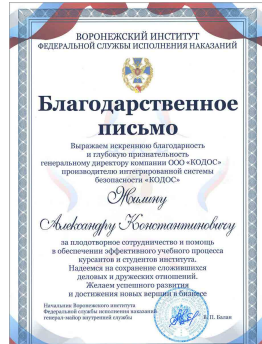 ВОРОНЕЖСКИЙ ИНСТИТУТ
ФЕДЕРАЛЬНОЙ СЛУЖБЫ ИСПОЛНЕНИЯ НАКАЗАНИЙ
Благодарственное
письмо
Выражаем искреннюю благодарность
и глубокую признательность
генеральному директору компании ООО «КОДОС»
производителю интегрированной системы
безопасности «КОДОС»
Жилину
Александру Константиновичу
за плодотворное сотрудничество и помощь
в обеспечении эффективного учебного процесса
курсантов и студентов института.
Надеемся на сохранение сложившихся
деловых и дружеских отношений.
Желаем успешного развития
и достижения новых вершин в бизнесе
Начальник Воронежского института
Федеральной службы исполнения наказаний
генерал-майор внутренней службы
В.П. Балан